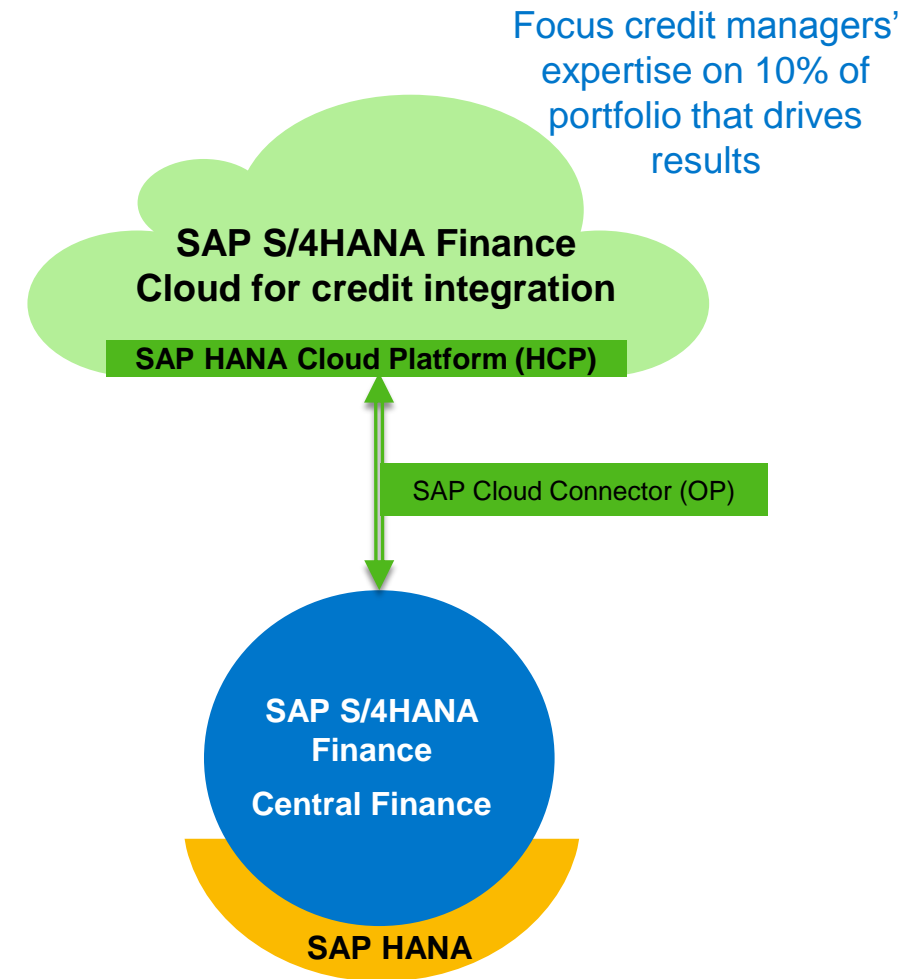 Focus credit managers’
expertise on 10% of
portfolio that drives
results
SAP S/4HANA Finance
Cloud for credit integration
SAP HANA Cloud Platform (HCP)
SAP Cloud Connector (OP)
SAP S/4HANA
Finance
Central Finance
SAP HANA